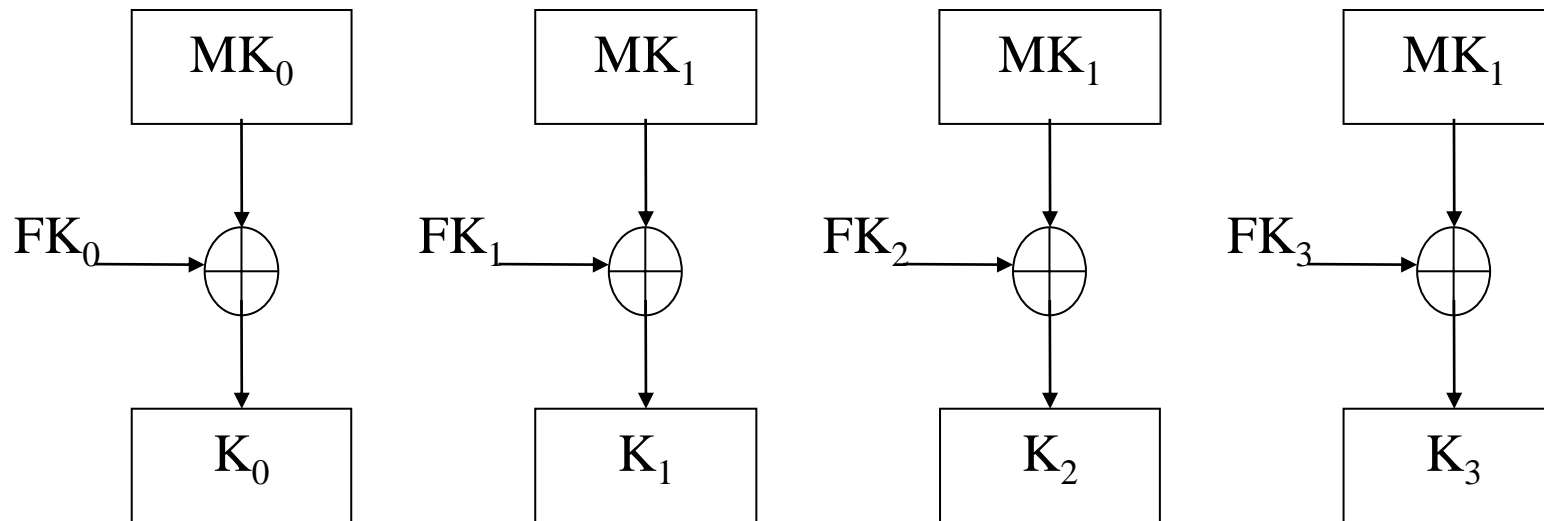 MK₀ MK₁ MK₁ MK₁
FK₀ FK₁ FK₂ FK₃
K₀ K₁ K₂ K₃